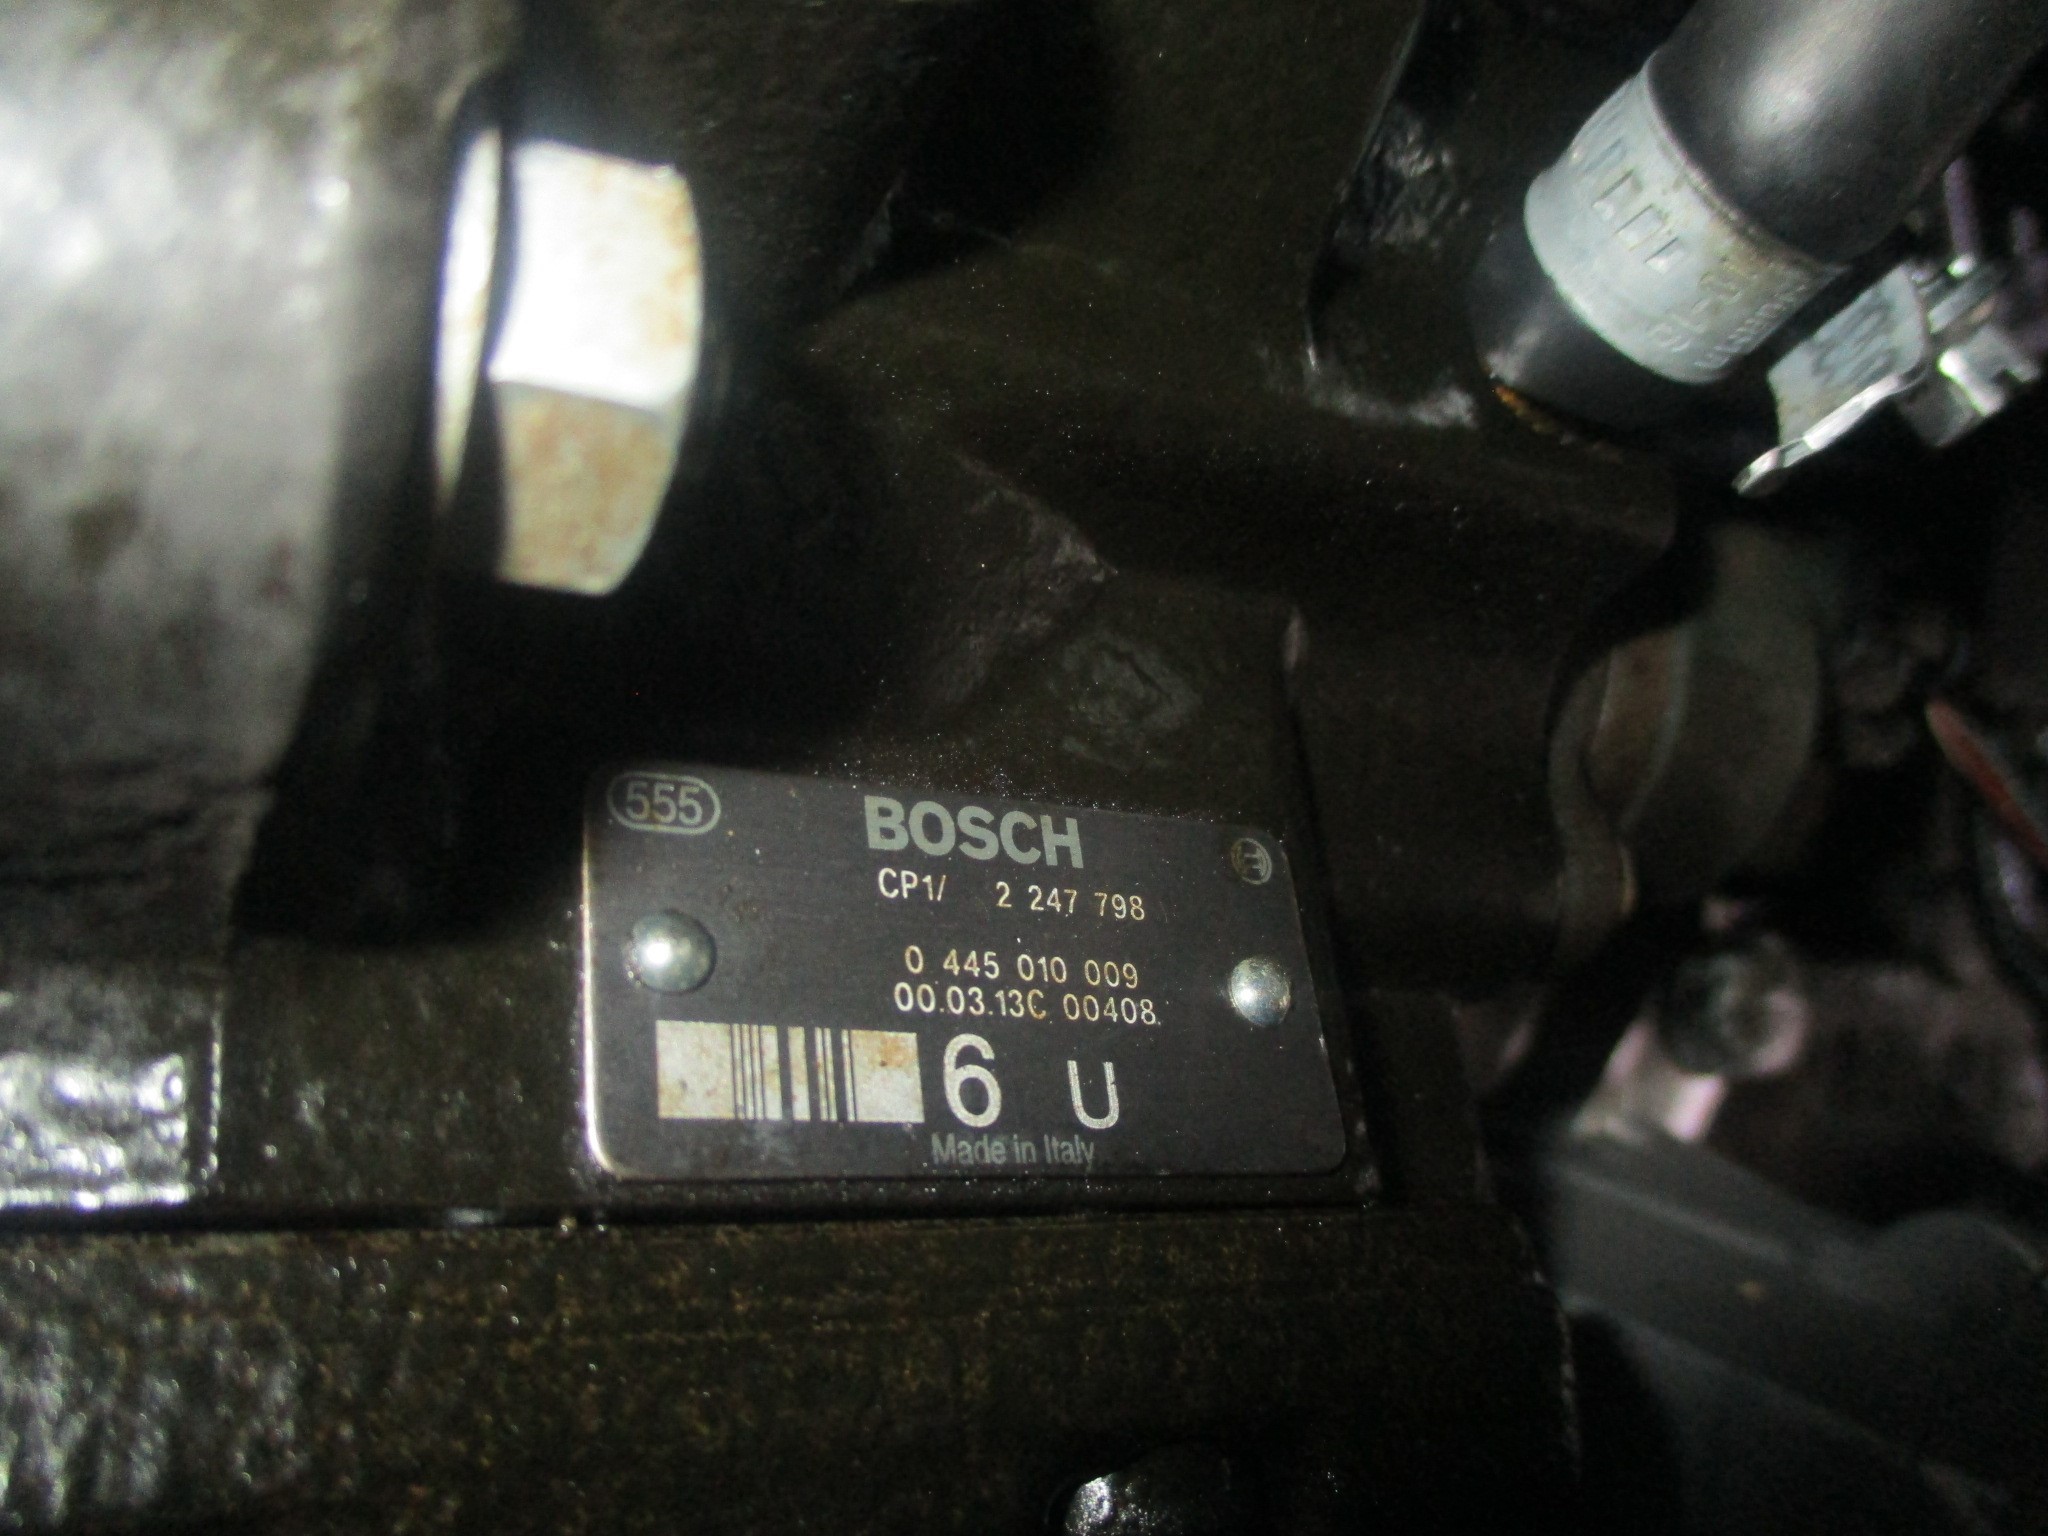 555
BOSCH
CP1/ 2 247 798
0 445 010 009
00.03.13C 00408
6 U
Made in Italy